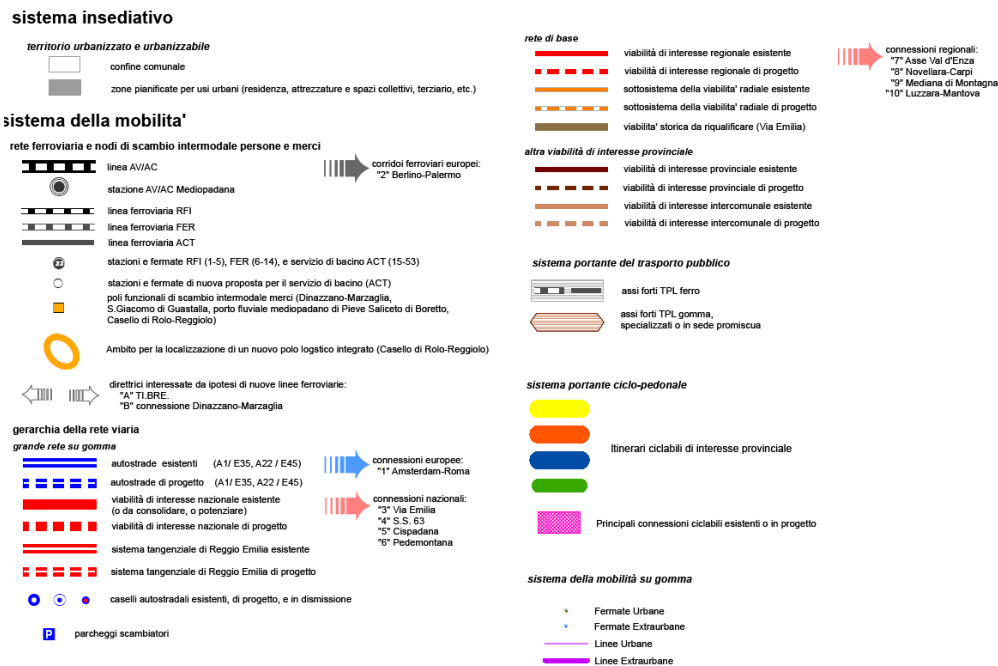 sistema insediativo
territorio urbanizzato e urbanizzabile
confine comunale
zone pianificate per usi urbani (residenza, attrezzature e spazi collettivi, terziario, etc.)
sistema della mobilita'
rete ferroviaria e nodi di scambio intermodale persone e merci
linea AV/AC
corridoi ferroviari europei:
"2" Berlino-Palermo
stazione AV/AC Mediopadana
linea ferroviaria RFI
linea ferroviaria FER
linea ferroviaria ACT
stazioni e fermate RFI (1-5), FER (6-14), e servizio di bacino ACT (15-53)
stazioni e fermate di nuova proposta per il servizio di bacino (ACT)
poli funzionali di scambio intermodale merci (Dinazzano-Marzaglia,
S.Giacomo di Guastalla, porto fluviale mediopadano di Pieve Saliceto di Boretto,
Casello di Rolo-Reggiolo)
Ambito per la localizzazione di un nuovo polo logstico integrato (Casello di Rolo-Reggiolo)
direttrici interessate da ipotesi di nuove linee ferroviarie:
"A" TI.BRE.
"B" connessione Dinazzano-Marzaglia
gerarchia della rete viaria
grande rete su gomma
autostrade esistenti (A1/ E35, A22 / E45)
autostrade di progetto (A1/ E35, A22 / E45)
connessioni europee:
"1" Amsterdam-Roma
viabilità di interesse nazionale esistente
(o da consolidare, o potenziare)
viabilità di interesse nazionale di progetto
connessioni nazionali:
"3" Via Emilia
"4" S.S. 63
"5" Cispadana
"6" Pedemontana
sistema tangenziale di Reggio Emilia esistente
sistema tangenziale di Reggio Emilia di progetto
caselli autostradali esistenti, di progetto, e in dismissione
P parcheggi scambiatori
rete di base
viabilità di interesse regionale esistente
viabilità di interesse regionale di progetto
sottosistema della viabilita' radiale esistente
sottosistema della viabilita' radiale di progetto
viabilita' storica da riqualificare (Via Emilia)
connessioni regionali:
"7" Asse Val d'Enza
"8" Novellara-Carpi
"9" Mediana di Montagna
"10" Luzzara-Mantova
altra viabilità di interesse provinciale
viabilità di interesse provinciale esistente
viabilità di interesse provinciale di progetto
viabilità di interesse intercomunale esistente
viabilità di interesse intercomunale di progetto
sistema portante del trasporto pubblico
assi forti TPL ferro
assi forti TPL gomma,
specializzati o in sede promiscua
sistema portante ciclo-pedonale
Itinerari ciclabili di interesse provinciale
Principali connessioni ciclabili esistenti o in progetto
sistema della mobilità su gomma
Fermate Urbane
Fermate Extraurbane
Linee Urbane
Linee Extraurbane